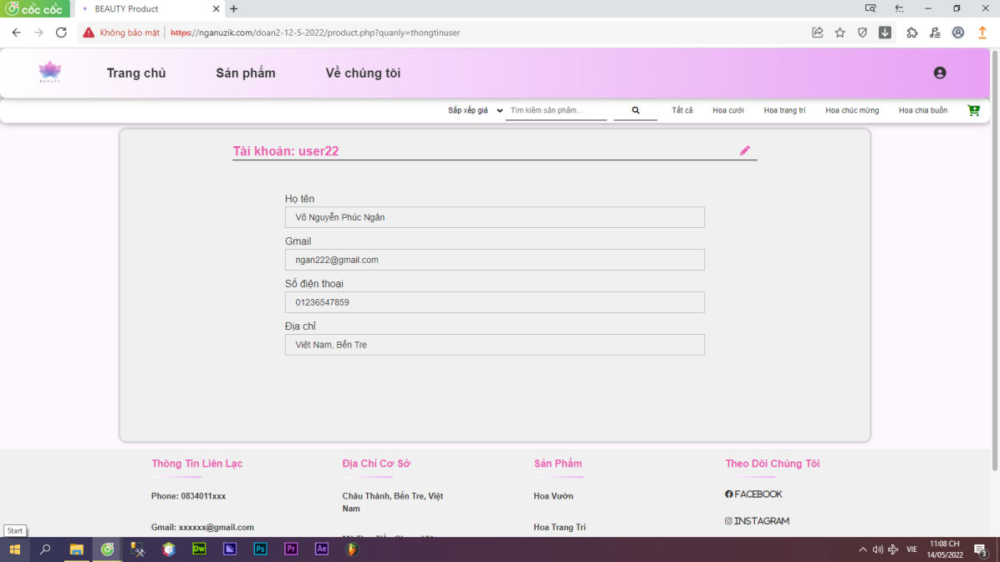 cốc cốc
BEAUTY Product
Không bảo mật
https://nganuzik.com/doan2-12-5-2022/product.php?quanly=thongtinuser
BEAUTY
Trang chủ
Sản phẩm
Về chúng tôi
Sắp xếp giá
Tìm kiếm sản phẩm...
Tất cả
Hoa cưới
Hoa trang trí
Hoa chúc mừng
Hoa chia buồn
Tài khoản: user22
Họ tên
Võ Nguyễn Phúc Ngân
Gmail
ngan222@gmail.com
Số điện thoại
01236547859
Địa chỉ
Việt Nam, Bến Tre
Thông Tin Liên Lạc
Địa Chỉ Cơ Sở
Sản Phẩm
Theo Dõi Chúng Tôi
Phone: 0834011xxx
Châu Thành, Bến Tre, Việt
Nam
Hoa Vườn
FACEBOOK
Gmail: xxxxxx@gmail.com
Hoa Trang Trí
INSTAGRAM
Start
Dw
Ps
Pr
Ae
VIE
11:08 CH
14/05/2022
3